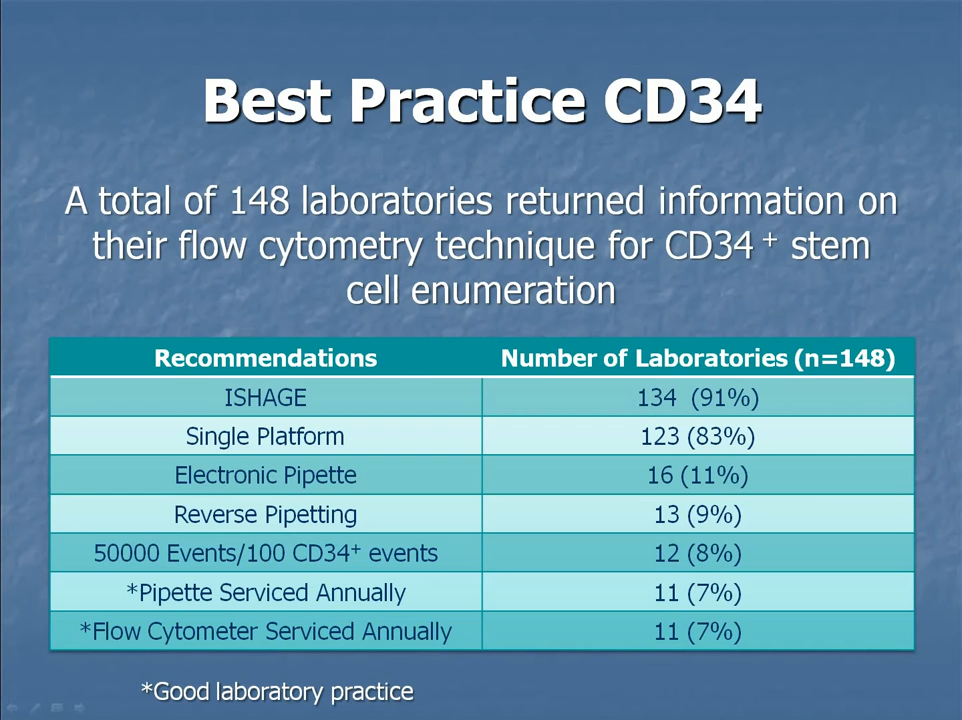 Best Practice CD34
A total of 148 laboratories returned information on
their flow cytometry technique for CD34 + stem
cell enumeration
Recommendations Number of Laboratories (n=148)
ISHAGE 134 (91%)
Single Platform 123 (83%)
Electronic Pipette 16 (11%)
Reverse Pipetting 13 (9%)
50000 Events/100 CD34+ events 12 (8%)
*Pipette Serviced Annually 11 (7%)
*Flow Cytometer Serviced Annually 11 (7%)
*Good laboratory practice